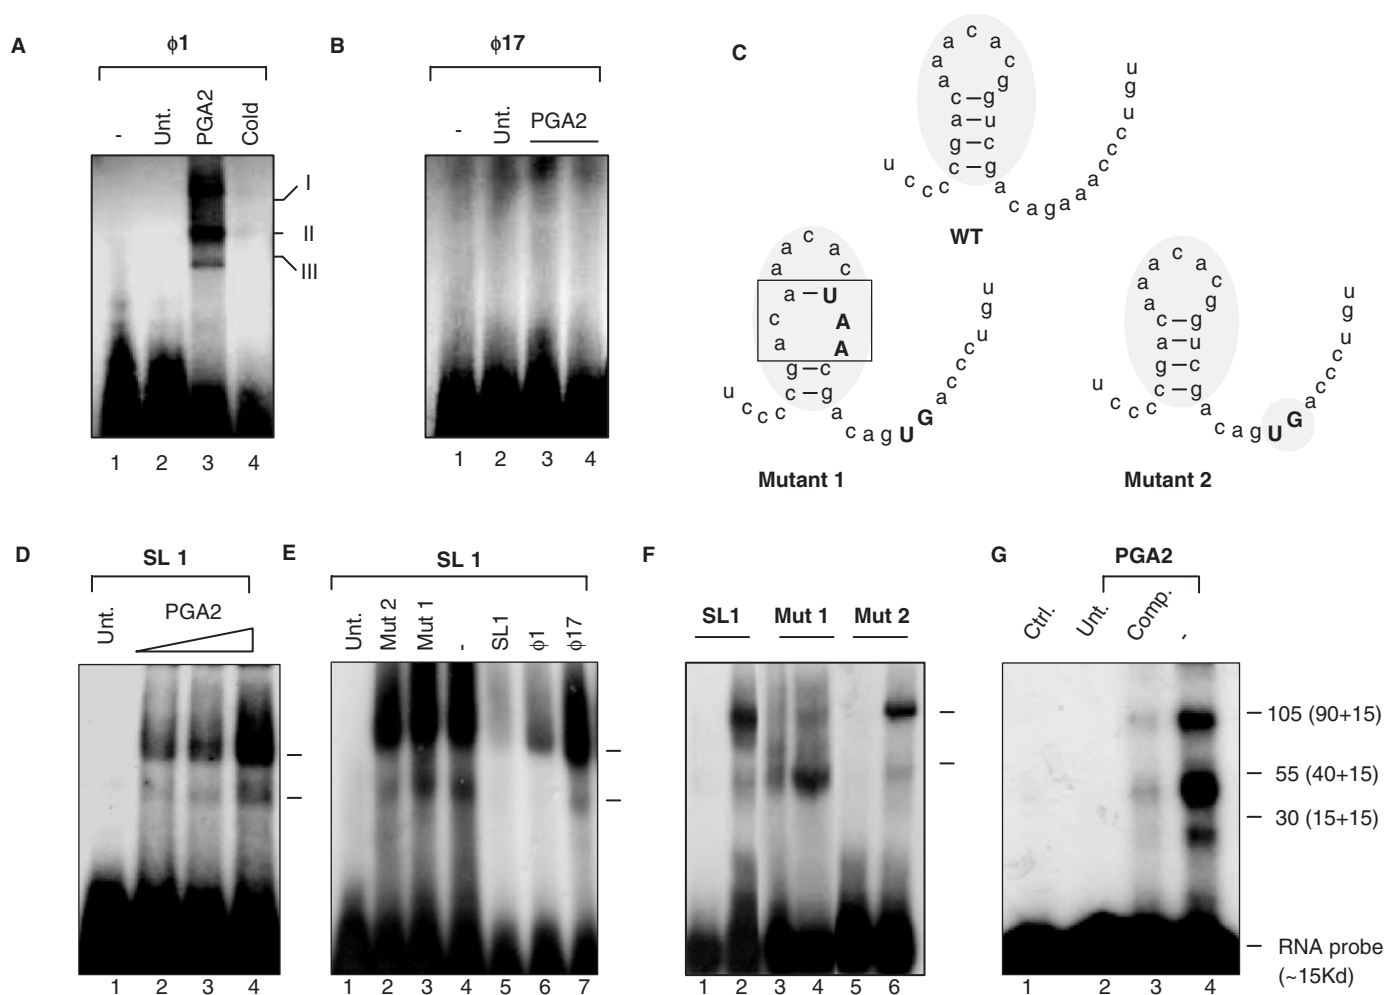 A
ϕ1
-
Unt.
PGA2
Cold
I
II
III
1 2 3 4
B
ϕ17
-
Unt.
PGA2
1 2 3 4
C
u c c c c g a c a a a c a c g g u c g a c a g a a a c c c u g u
WT
u c c c c g a c a a a c a c U A A c g a c a g U G a c c c u g u
Mutant 1
u c c c c g a c a a a c a c g g u c g a c a g U G a c c c u g u
Mutant 2
D
SL 1
Unt.
PGA2
1 2 3 4
E
SL 1
Unt.
Mut 2
Mut 1
-
SL1
ϕ1
ϕ17
1 2 3 4 5 6 7
F
SL1 Mut 1 Mut 2
1 2 3 4 5 6
G
PGA2
Ctrl.
Unt.
Comp.
-
105 (90+15)
55 (40+15)
30 (15+15)
RNA probe
(~15Kd)
1 2 3 4